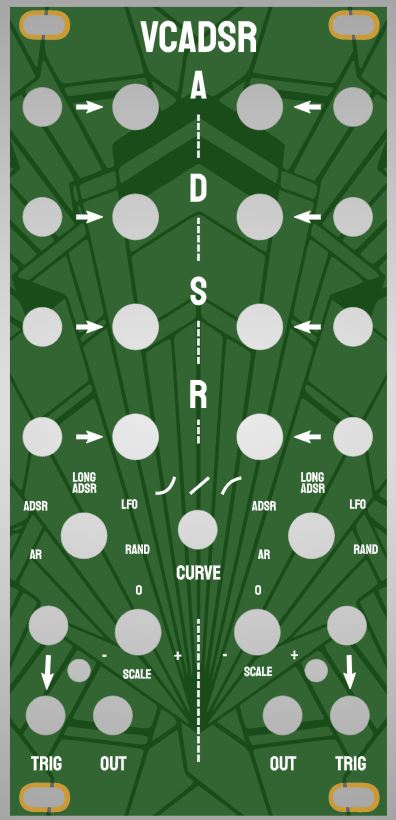 VCADSR
A
D
S
R
LONG
ADSR
LONG
ADSR
ADSR
LFO
ADSR
LFO
AR
RAND
AR
RAND
CURVE
0
0
- +
- +
SCALE
SCALE
TRIG
OUT
OUT
TRIG